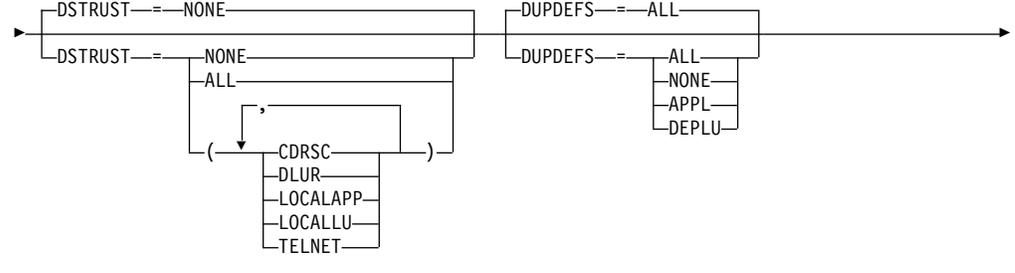 DSTRUST = NONE DUPDEFS = ALL
DSTRUST = NONE DUPDEFS = ALL
ALL NONE
APPL
, DEPLU
( CDRSC )
DLUR
LOCALAPP
LOCALLU
TELNET